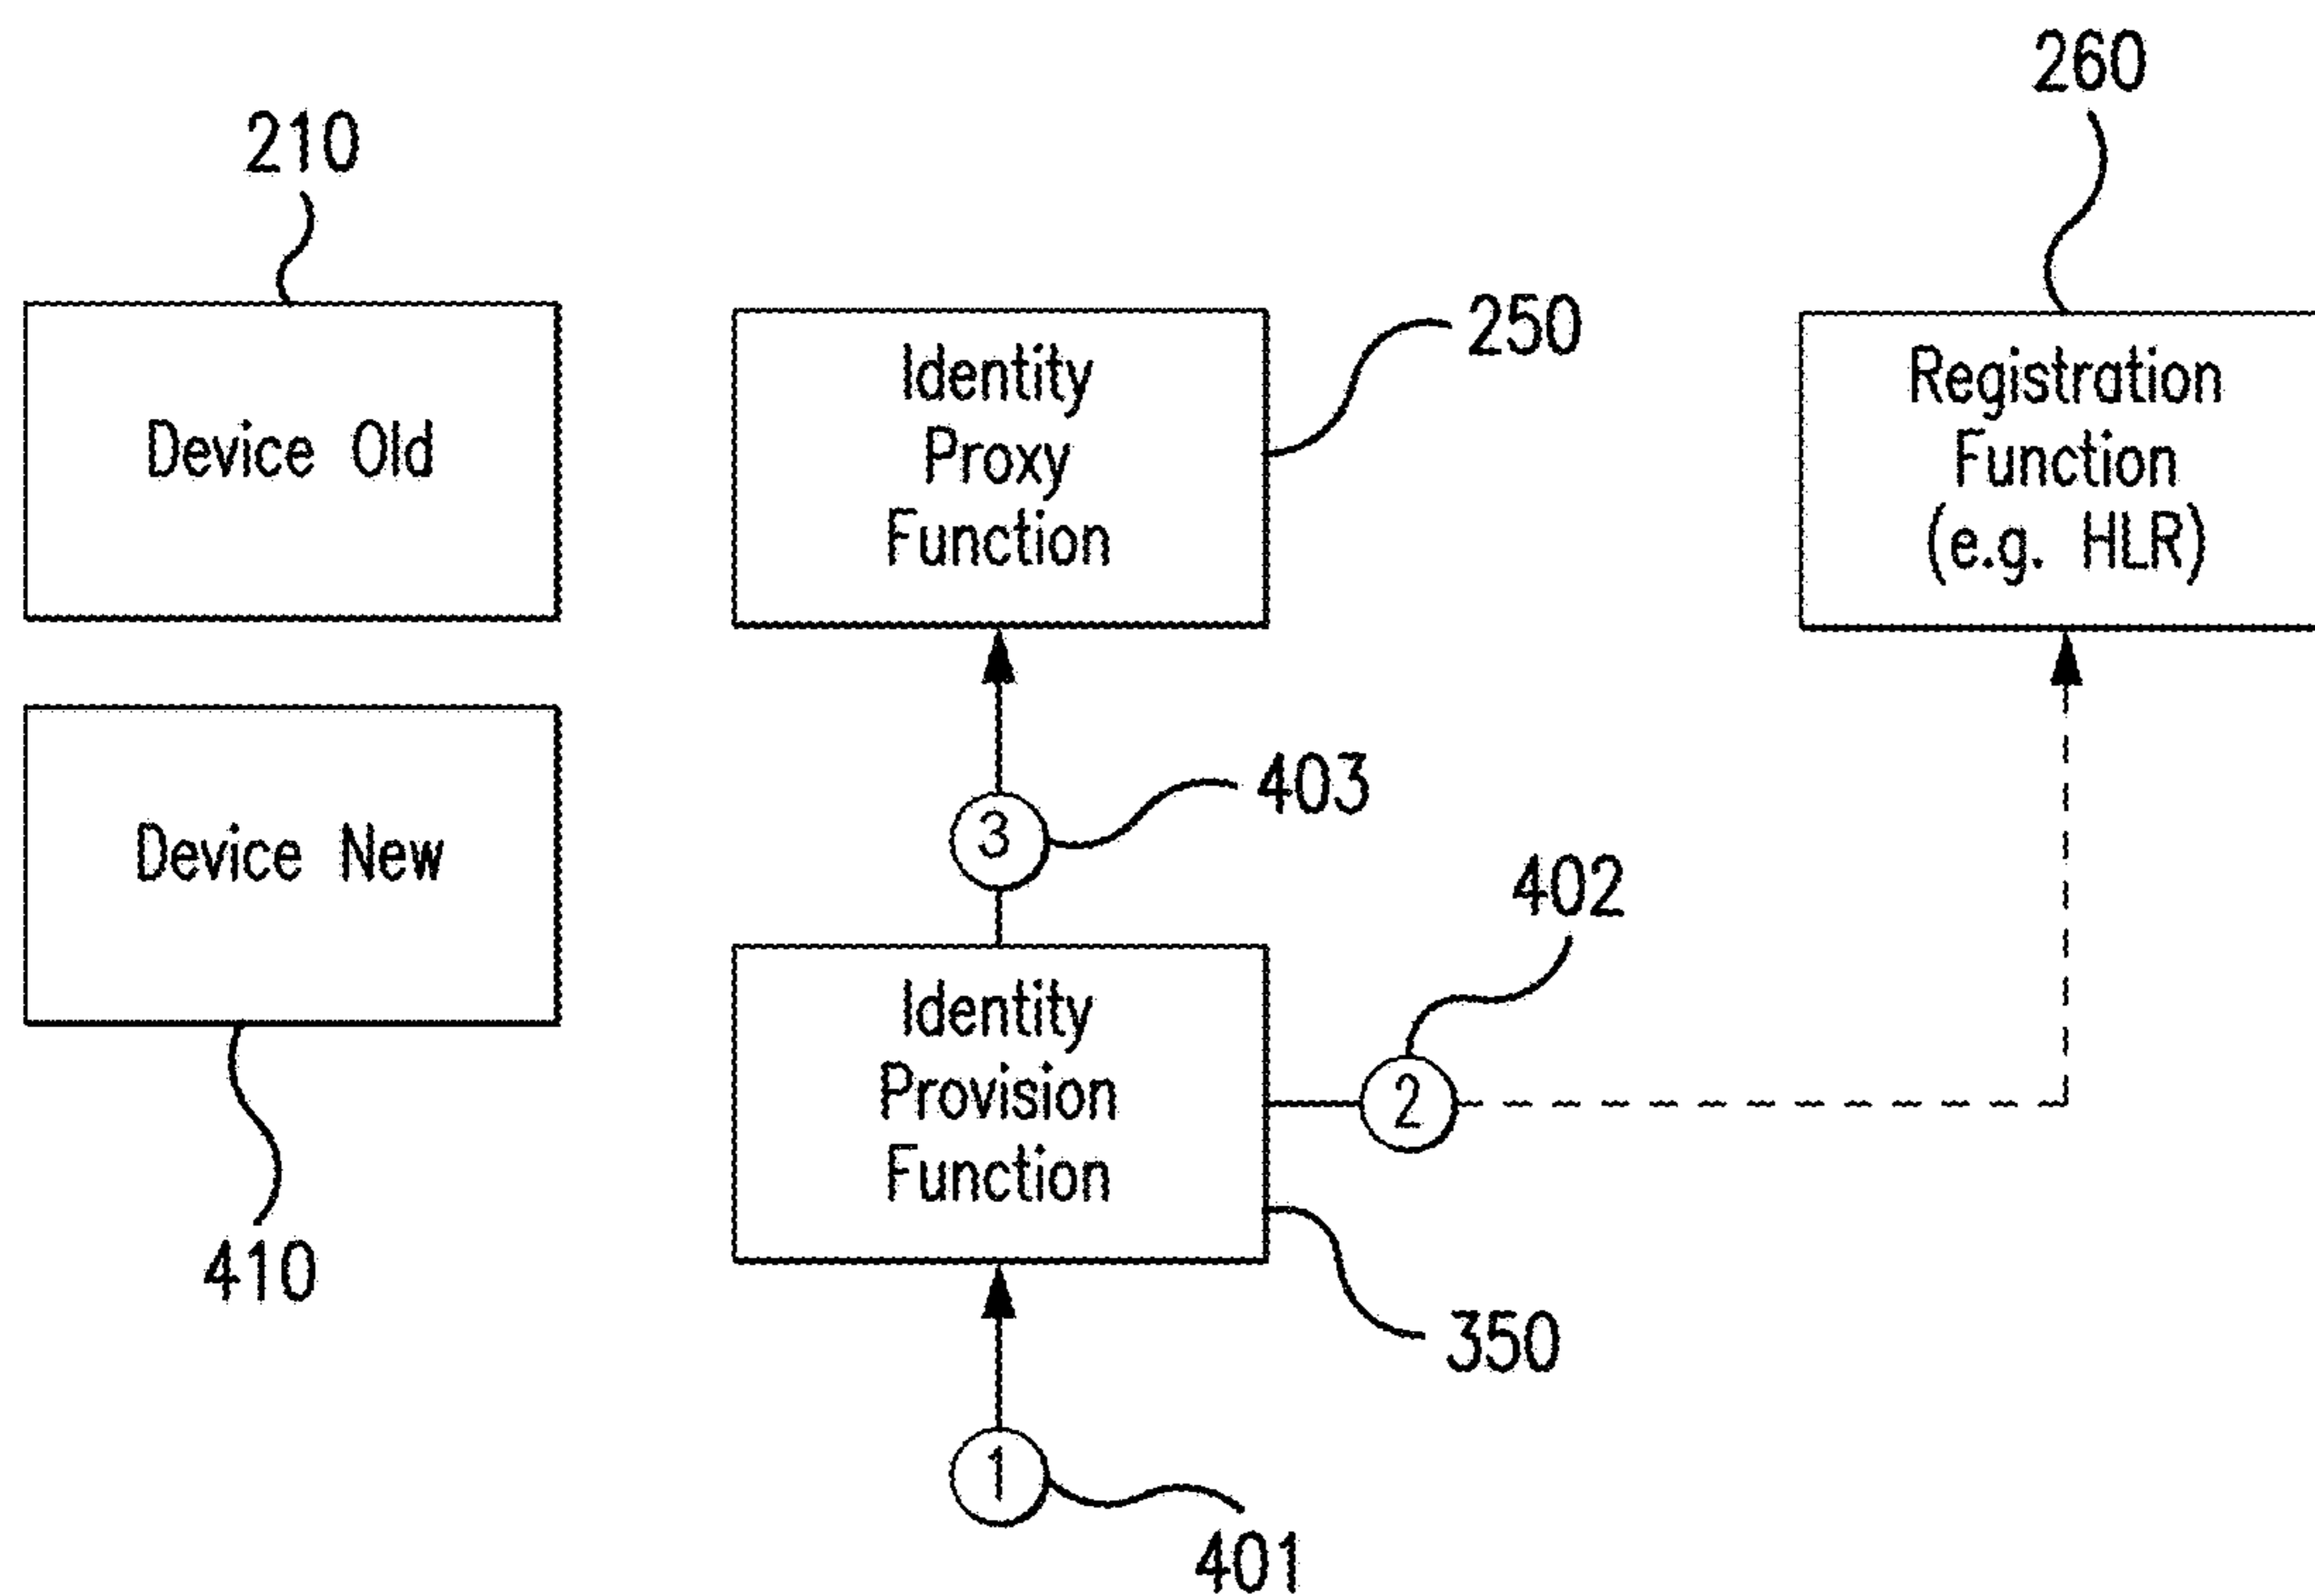 260
210
250
Device Old
Identity
Proxy
Function
Registration
Function
(e.g. HLR)
403
3
Device New
402
Identity
Provision
Function
2
410
350
1
401